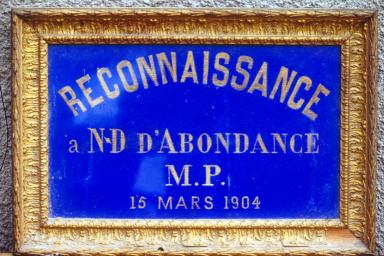 RECONNAISSANCE
a N-D D'ABONDANCE
M.P.
15 MARS 1904